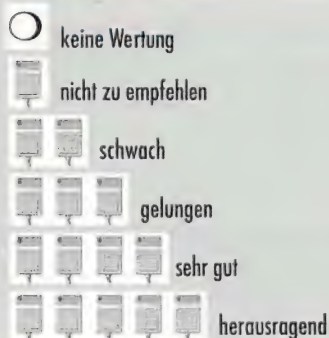 keine Wertung
nicht zu empfehlen
schwach
gelungen
sehr gut
herausragend